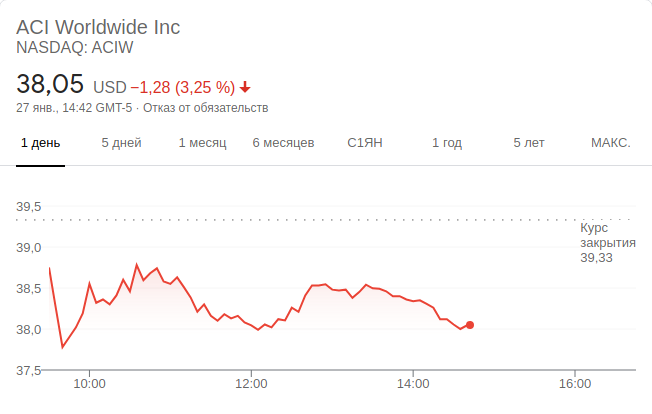 ACI Worldwide Inc
NASDAQ: ACIW
38,05 USD −1,28 (3,25 %)
27 янв., 14:42 GMT-5 · Отказ от обязательств
1 день 5 дней 1 месяц 6 месяцев С1ЯН 1 год 5 лет МАКС.
39,5
Курс
закрытия
39,33
39,0
38,5
38,0
37,5
10:00 12:00 14:00 16:00